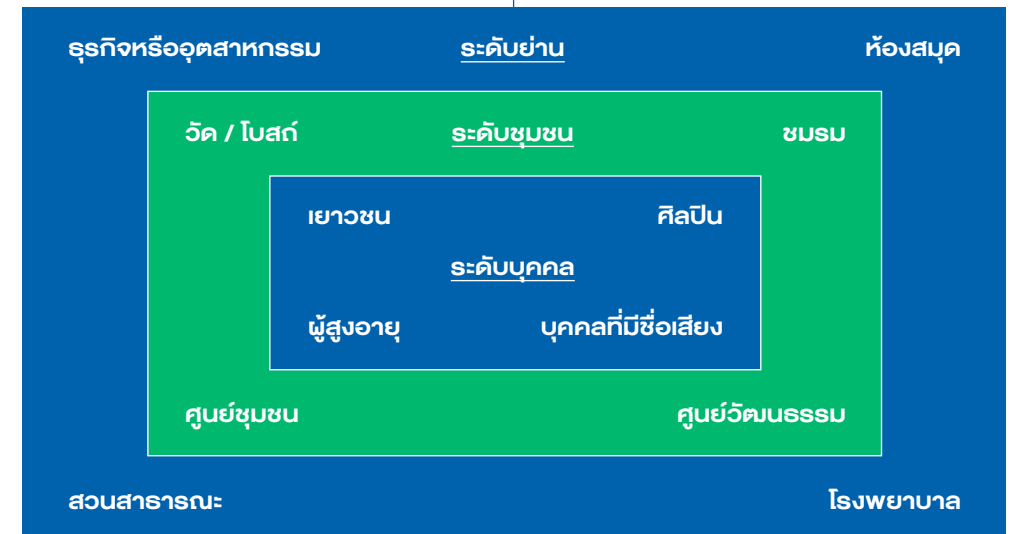 ธุรกิจหรืออุตสาหกรรม ระดับย่าน ห้องสมุด
วัด / โบสถ์ ระดับชุมชน ชมรม
เยาวชน ศิลปิน
ระดับบุคคล
ผู้สูงอายุ บุคคลที่มีชื่อเสียง
ศูนย์ชุมชน ศูนย์วัฒนธรรม
สวนสาธารณะ โรงพยาบาล